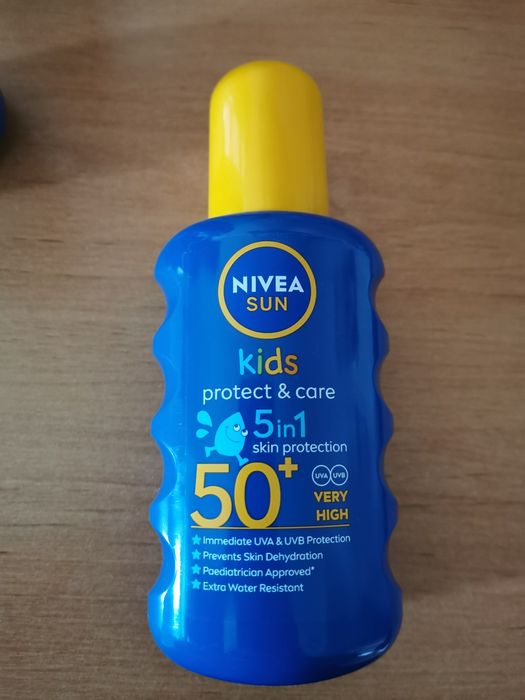 NIVEA
SUN
kids
protect & care
5in1
skin protection
50+
UVA UVB
VERY
HIGH
Immediate UVA & UVB Protection
Prevents Skin Dehydration
Paediatrician Approved*
Extra Water Resistant